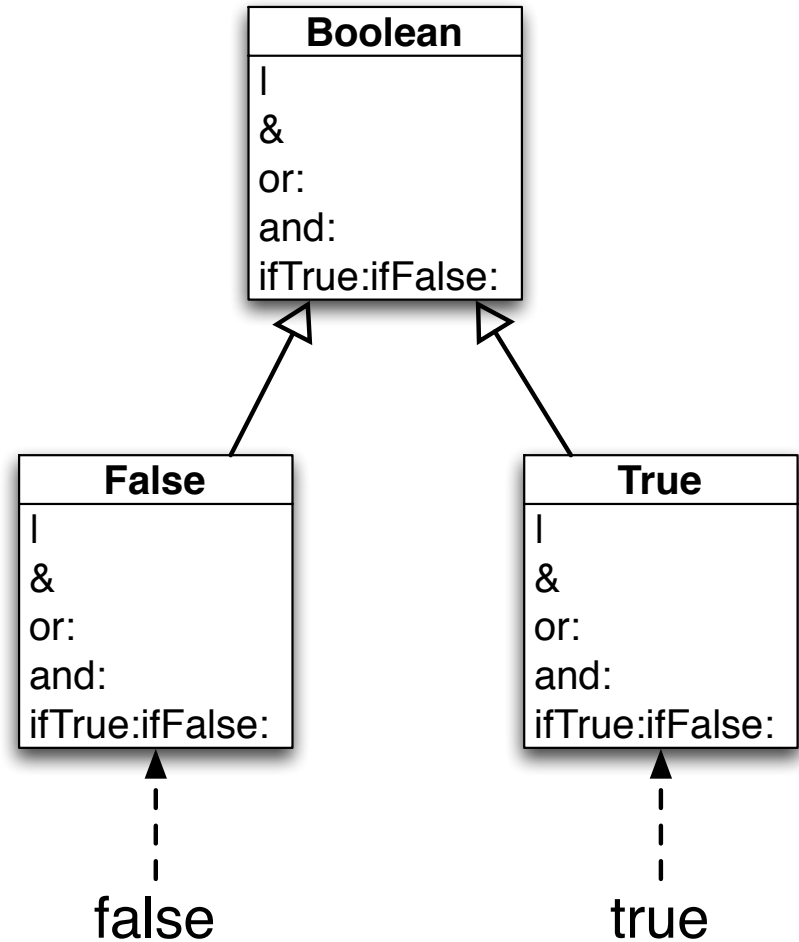 Boolean
|
&
or:
and:
ifTrue:ifFalse:
False
|
&
or:
and:
ifTrue:ifFalse:
True
|
&
or:
and:
ifTrue:ifFalse:
false
true